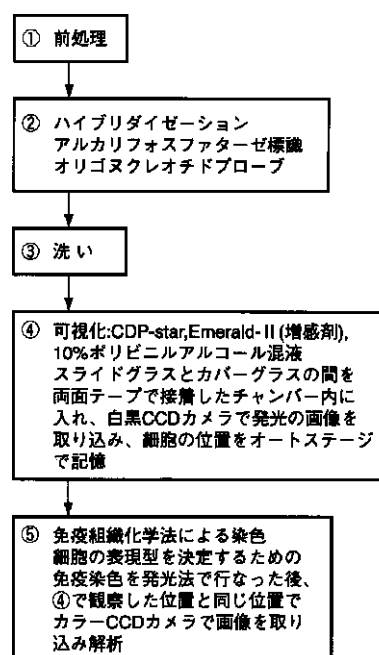 ① 前処理
② ハイブリダイゼーション
アルカリフォスファターゼ標識
オリゴヌクレオチドプローブ
③ 洗い
④ 可視化:CDP-star,Emerald-Ⅱ(増感剤),
10%ポリビニルアルコール混液
スライドグラスとカバーグラスの間を
両面テープで接着したチャンバー内に
入れ、白黒CCDカメラで発光の画像を
取り込み、細胞の位置をオートステージ
で記憶
⑤ 免疫組織化学法による染色
細胞の表現型を決定するための
免疫染色を発光法で行なった後、
④で観察した位置と同じ位置で
カラーCCDカメラで画像を取り
込み解析